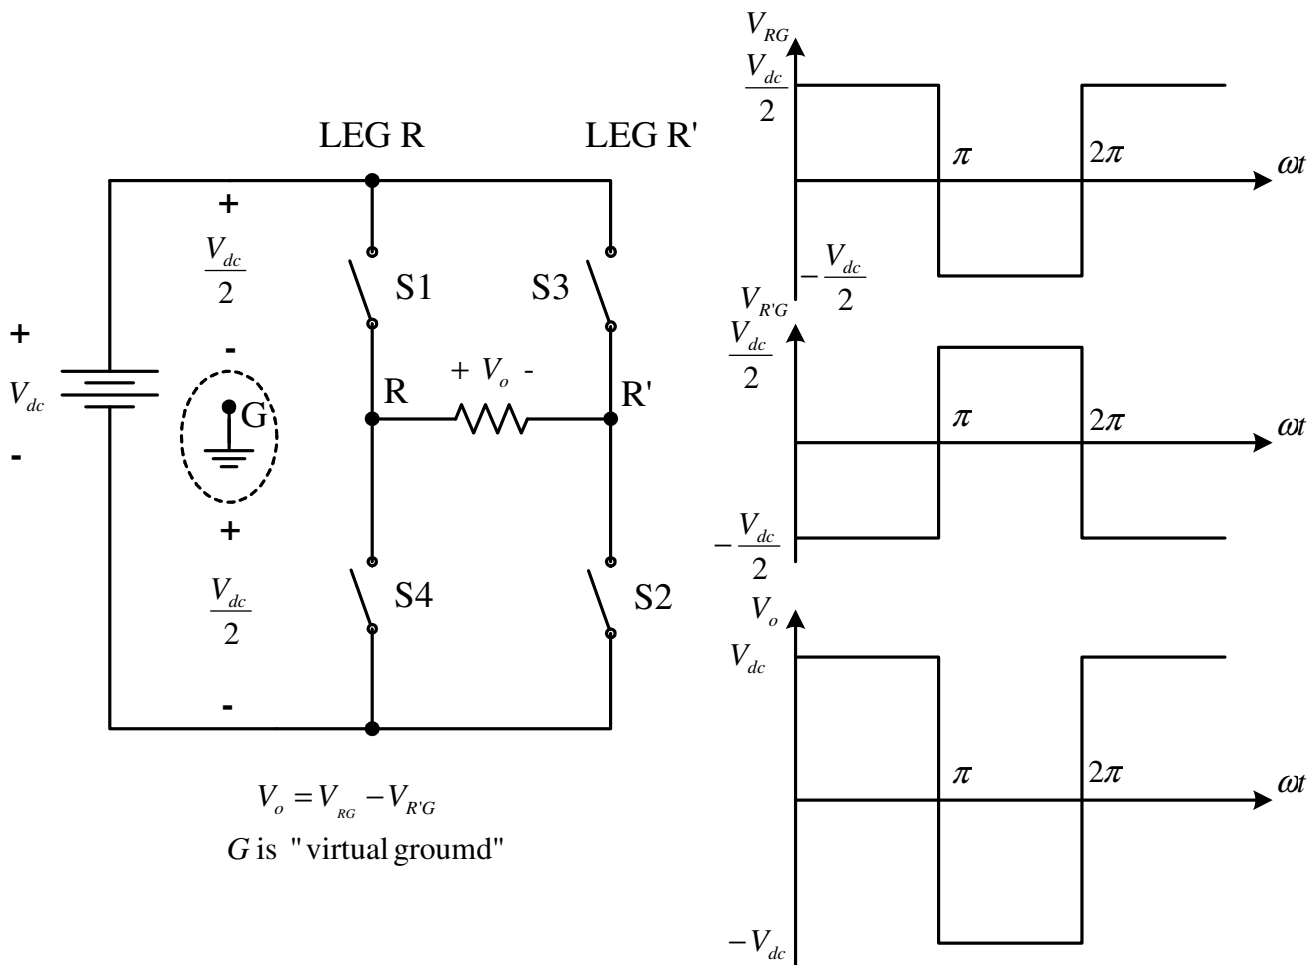 LEG R
LEG R'
+
V_dc/2
-
S1
S3
+
V_dc
-
G
R
+ V_o -
R'
+
V_dc/2
-
S4
S2
V_o = V_RG − V_R'G
G is "virtual groumd"
V_RG
V_dc/2
π
2π
ωt
−V_dc/2
V_R'G
V_dc/2
π
2π
ωt
−V_dc/2
V_o
V_dc
π
2π
ωt
−V_dc